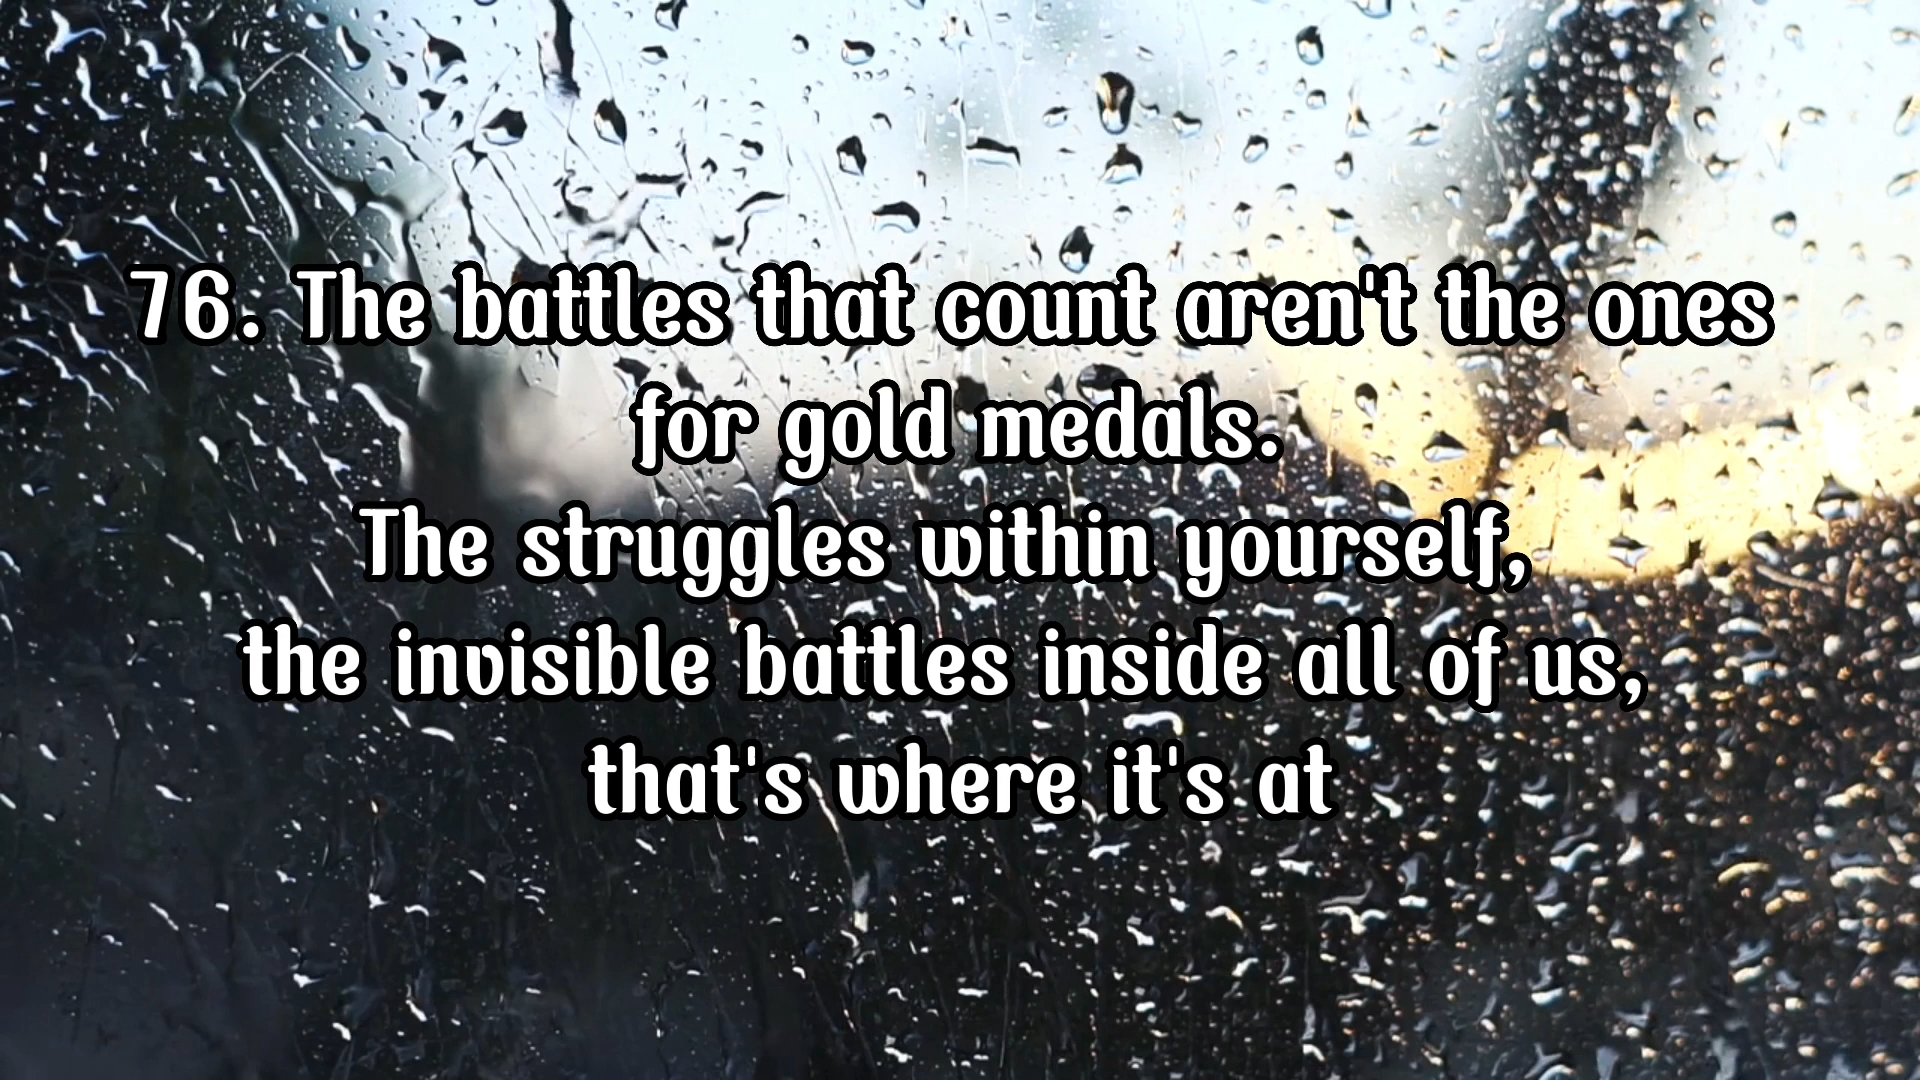 76. The battles that count aren't the ones
for gold medals.
The struggles within yourself,
the invisible battles inside all of us,
that's where it's at